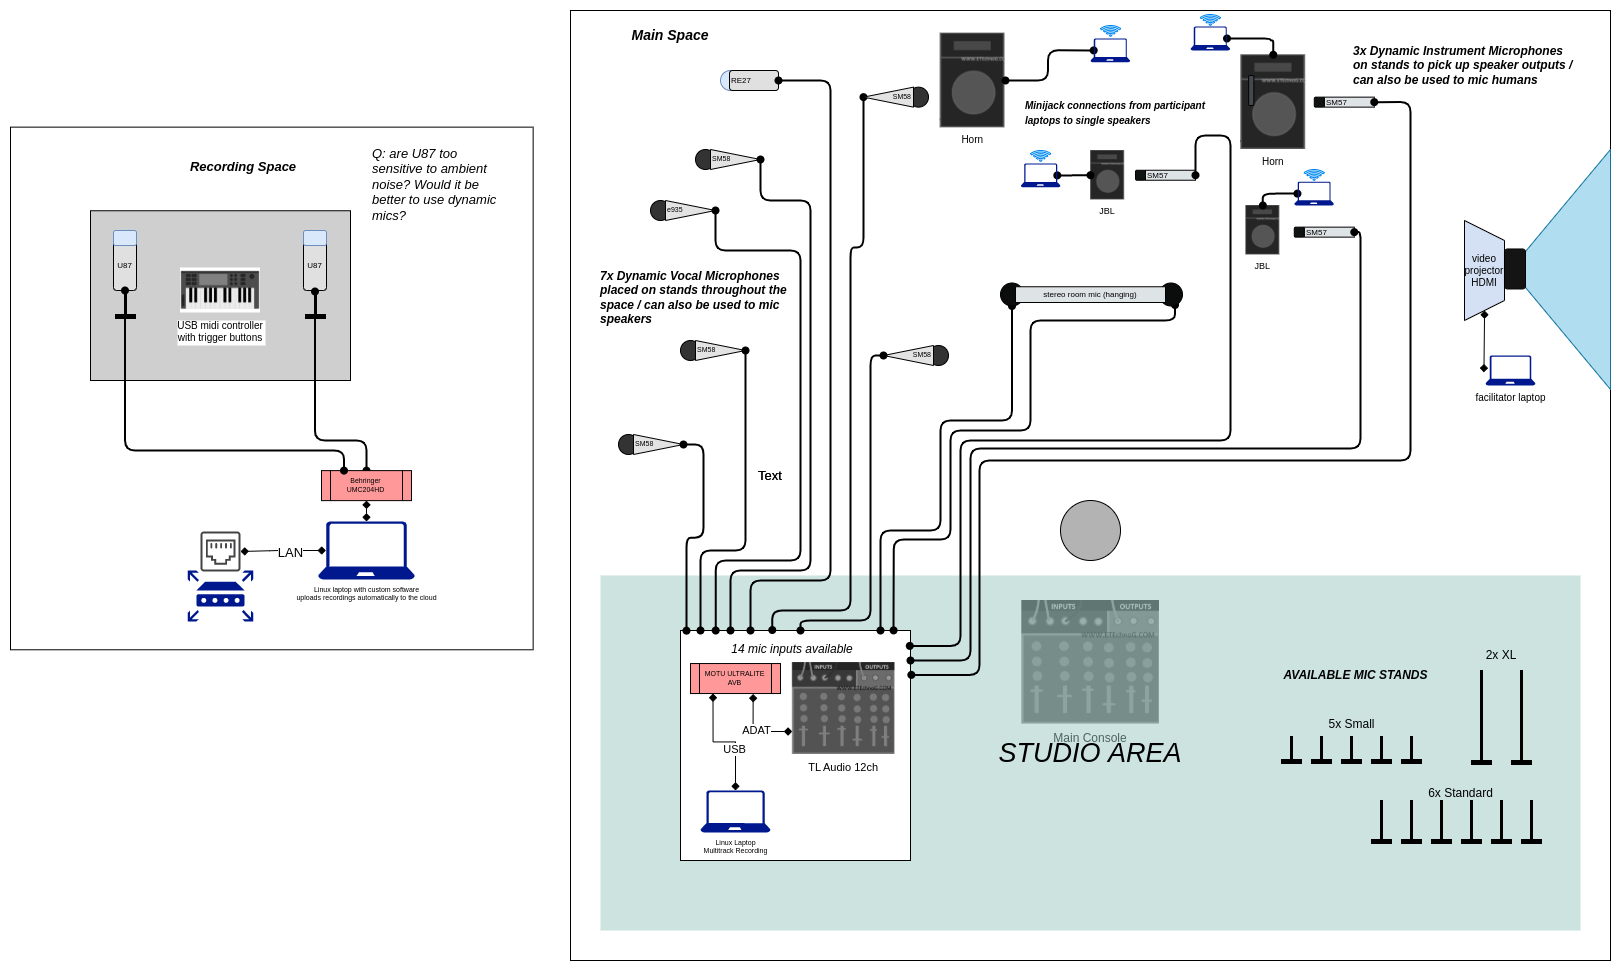 Recording Space
Q: are U87 too
sensitive to ambient
noise? Would it be
better to use dynamic
mics?
U87
U87
USB midi controller
with trigger buttons
Behringer
UMC204HD
LAN
Linux laptop with custom software
uploads recordings automatically to the cloud
Main Space
RE27
SM58
e935
SM58
7x Dynamic Vocal Microphones
placed on stands throughout the
space / can also be used to mic
speakers
SM58
SM58
SM58
Text
Horn
Minijack connections from participant
laptops to single speakers
JBL
SM57
Horn
SM57
3x Dynamic Instrument Microphones
on stands to pick up speaker outputs /
can also be used to mic humans
JBL
SM57
stereo room mic (hanging)
video
projector
HDMI
facilitator laptop
14 mic inputs available
MOTU ULTRALITE
AVB
INPUTS
OUTPUTS
WWW.ETEchnoG.COM
ADAT
USB
TL Audio 12ch
Linux Laptop
Multitrack Recording
INPUTS
OUTPUTS
WWW.ETEchnoG.COM
Main Console
STUDIO AREA
AVAILABLE MIC STANDS
2x XL
5x Small
6x Standard